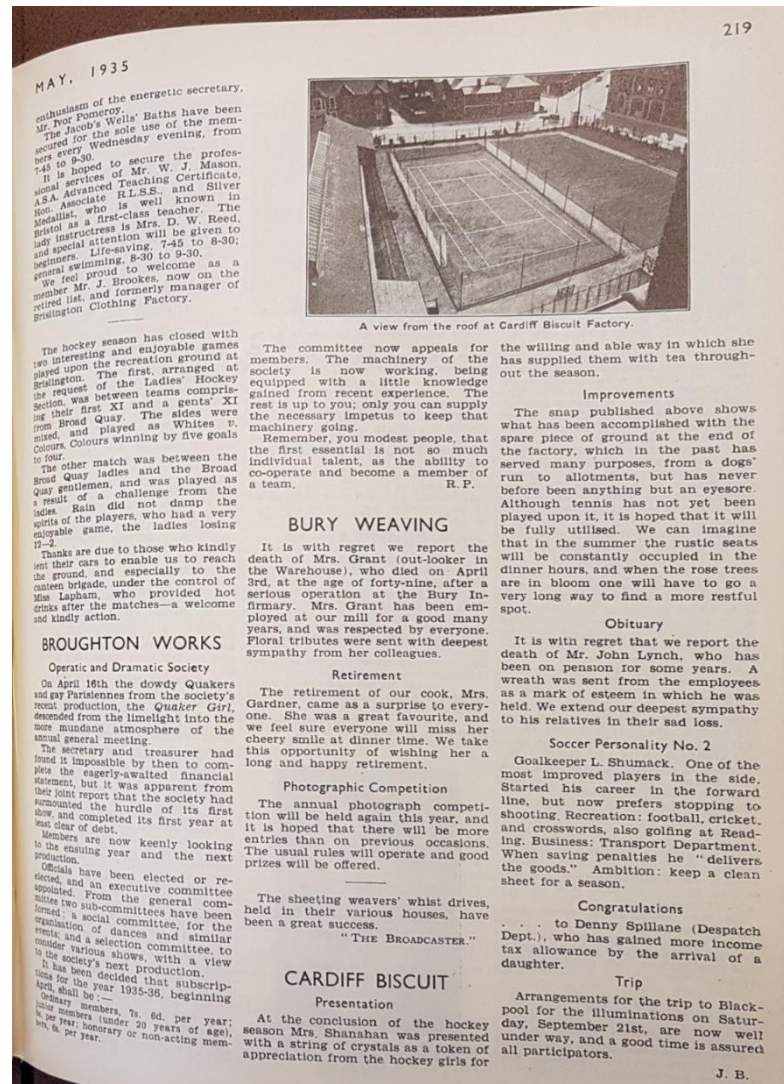 219
MAY, 1935
enthusiasm of the energetic secretary,
Mr. Ivor Pomeroy.
The Jacob's Wells' Baths have been
secured for the sole use of the mem-
bers every Wednesday evening, from
7-45 to 9-30.
It is hoped to secure the profes-
sional services of Mr. W. J. Mason,
A.S.A. Advanced Teaching Certificate,
Hon. Associate R.L.S.S., and Silver
Medallist, who is well known in
Bristol as a first-class teacher. The
lady instructress is Mrs. D. W. Reed,
and special attention will be given to
beginners. Life-saving, 7-45 to 8-30;
general swimming, 8-30 to 9-30.
We feel proud to welcome as a
member Mr. J. Brookes, now on the
retired list, and formerly manager of
Brislington Clothing Factory.
The hockey season has closed with
two interesting and enjoyable games
played upon the recreation ground at
Brislington. The first, arranged at
the request of the Ladies' Hockey
Section, was between teams compris-
ing their first XI and a gents' XI
from Broad Quay. The sides were
mixed, and played as Whites v.
Colours, Colours winning by five goals
to four.
The other match was between the
Broad Quay ladies and the Broad
Quay gentlemen, and was played as
a result of a challenge from the
ladies. Rain did not damp the
spirits of the players, who had a very
enjoyable game, the ladies losing
12—2.
Thanks are due to those who kindly
lent their cars to enable us to reach
the ground, and especially to the
canteen brigade, under the control of
Miss Lapham, who provided hot
drinks after the matches—a welcome
and kindly action.
BROUGHTON WORKS
Operatic and Dramatic Society
On April 16th the dowdy Quakers
and gay Parisiennes from the society's
recent production, the Quaker Girl,
descended from the limelight into the
more mundane atmosphere of the
annual general meeting.
The secretary and treasurer had
found it impossible by then to com-
plete the eagerly-awaited financial
statement, but it was apparent from
their joint report that the society had
surmounted the hurdle of its first
show, and completed its first year at
least clear of debt.
Members are now keenly looking
to the ensuing year and the next
production.
Officials have been elected or re-
elected, and an executive committee
appointed. From the general com-
mittee two sub-committees have been
formed: a social committee, for the
organisation of dances and similar
events; and a selection committee, to
consider various shows, with a view
to the society's next production.
It has been decided that subscrip-
tions for the year 1935-36, beginning
April, shall be:—
Ordinary members, 7s. 6d. per year;
junior members (under 20 years of age),
per year; honorary or non-acting mem-
bers, per year.
A view from the roof at Cardiff Biscuit Factory.
The committee now appeals for
members. The machinery of the
society is now working, being
equipped with a little knowledge
gained from recent experience. The
rest is up to you; only you can supply
the necessary impetus to keep that
machinery going.
Remember, you modest people, that
the first essential is not so much
individual talent, as the ability to
co-operate and become a member of
a team. R. P.
BURY WEAVING
It is with regret we report the
death of Mrs. Grant (out-looker in
the Warehouse), who died on April
3rd, at the age of forty-nine, after a
serious operation at the Bury In-
firmary. Mrs. Grant has been em-
ployed at our mill for a good many
years, and was respected by everyone.
Floral tributes were sent with deepest
sympathy from her colleagues.
Retirement
The retirement of our cook, Mrs.
Gardner, came as a surprise to every-
one. She was a great favourite, and
we feel sure everyone will miss her
cheery smile at dinner time. We take
this opportunity of wishing her a
long and happy retirement.
Photographic Competition
The annual photograph competi-
tion will be held again this year, and
it is hoped that there will be more
entries than on previous occasions.
The usual rules will operate and good
prizes will be offered.
The sheeting weavers' whist drives,
held in their various houses, have
been a great success.
"THE BROADCASTER."
CARDIFF BISCUIT
Presentation
At the conclusion of the hockey
season Mrs. Shanahan was presented
with a string of crystals as a token of
appreciation from the hockey girls for
the willing and able way in which she
has supplied them with tea through-
out the season.
Improvements
The snap published above shows
what has been accomplished with the
spare piece of ground at the end of
the factory, which in the past has
served many purposes, from a dogs'
run to allotments, but has never
before been anything but an eyesore.
Although tennis has not yet been
played upon it, it is hoped that it will
be fully utilised. We can imagine
that in the summer the rustic seats
will be constantly occupied in the
dinner hours, and when the rose trees
are in bloom one will have to go a
very long way to find a more restful
spot.
Obituary
It is with regret that we report the
death of Mr. John Lynch, who has
been on pension for some years. A
wreath was sent from the employees
as a mark of esteem in which he was
held. We extend our deepest sympathy
to his relatives in their sad loss.
Soccer Personality No. 2
Goalkeeper L. Shumack. One of the
most improved players in the side.
Started his career in the forward
line, but now prefers stopping to
shooting. Recreation: football, cricket,
and crosswords, also golfing at Read-
ing. Business: Transport Department.
When saving penalties he "delivers
the goods." Ambition: keep a clean
sheet for a season.
Congratulations
. . . to Denny Spillane (Despatch
Dept.), who has gained more income
tax allowance by the arrival of a
daughter.
Trip
Arrangements for the trip to Black-
pool for the illuminations on Satur-
day, September 21st, are now well
under way, and a good time is assured
all participators.
J. B.